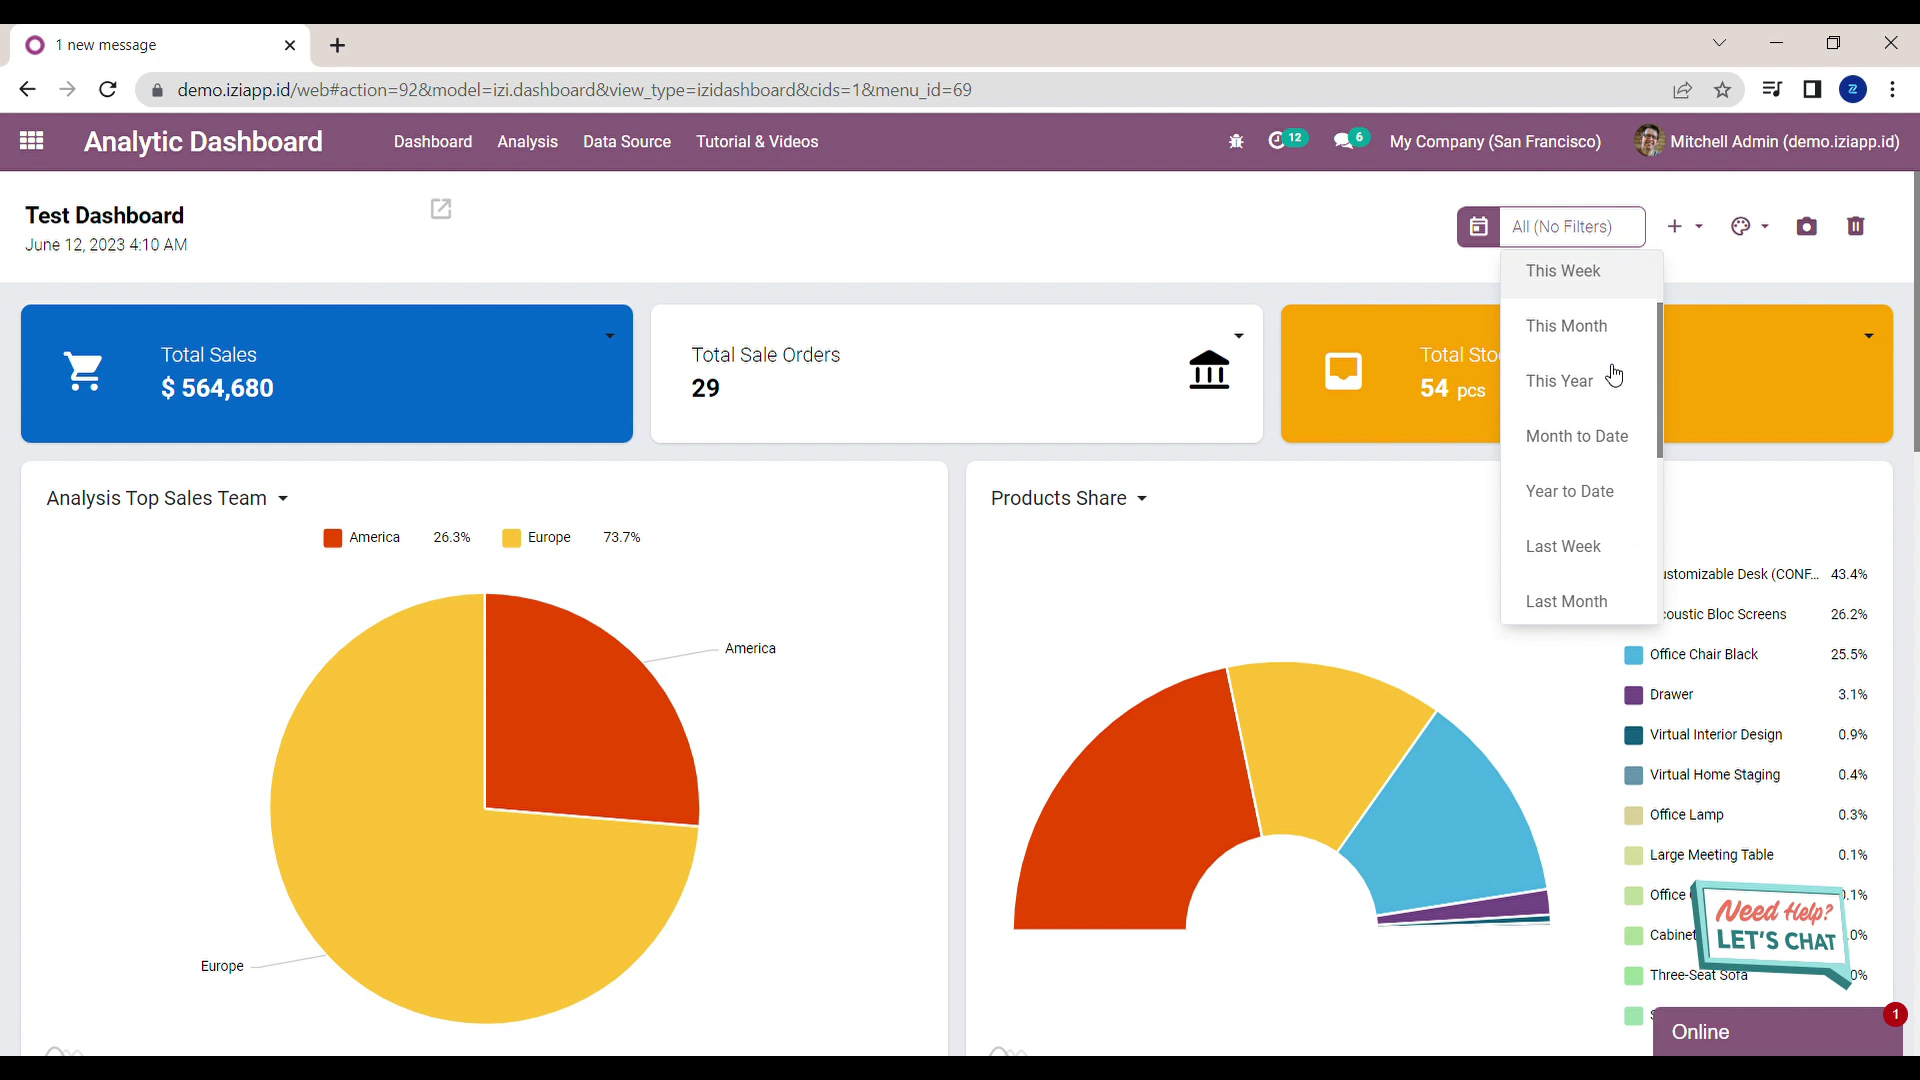 1 new message
demo.iziapp.id/web#action=92&model=izi.dashboard&view_type=izidashboard&cids=1&menu_id=69
Z
Analytic Dashboard
Dashboard
Analysis
Data Source
Tutorial & Videos
12
6
My Company (San Francisco)
Mitchell Admin (demo.iziapp.id)
Test Dashboard
June 12, 2023 4:10 AM
All (No Filters)
This Week
This Month
This Year
Month to Date
Year to Date
Last Week
Last Month
Total Sales
$ 564,680
Total Sale Orders
29
Total
54 pcs
Analysis Top Sales Team
America 26.3%
Europe 73.7%
America
Europe
Products Share
Desk (CONF... 43.4%
Bloc Screens 26.2%
Office Chair Black 25.5%
Drawer 3.1%
Virtual Interior Design 0.9%
Virtual Home Staging 0.4%
Office Lamp 0.3%
Large Meeting Table 0.1%
Office
Cabinet
Three-Seat Sofa
Need Help?
LET'S CHAT
1
Online